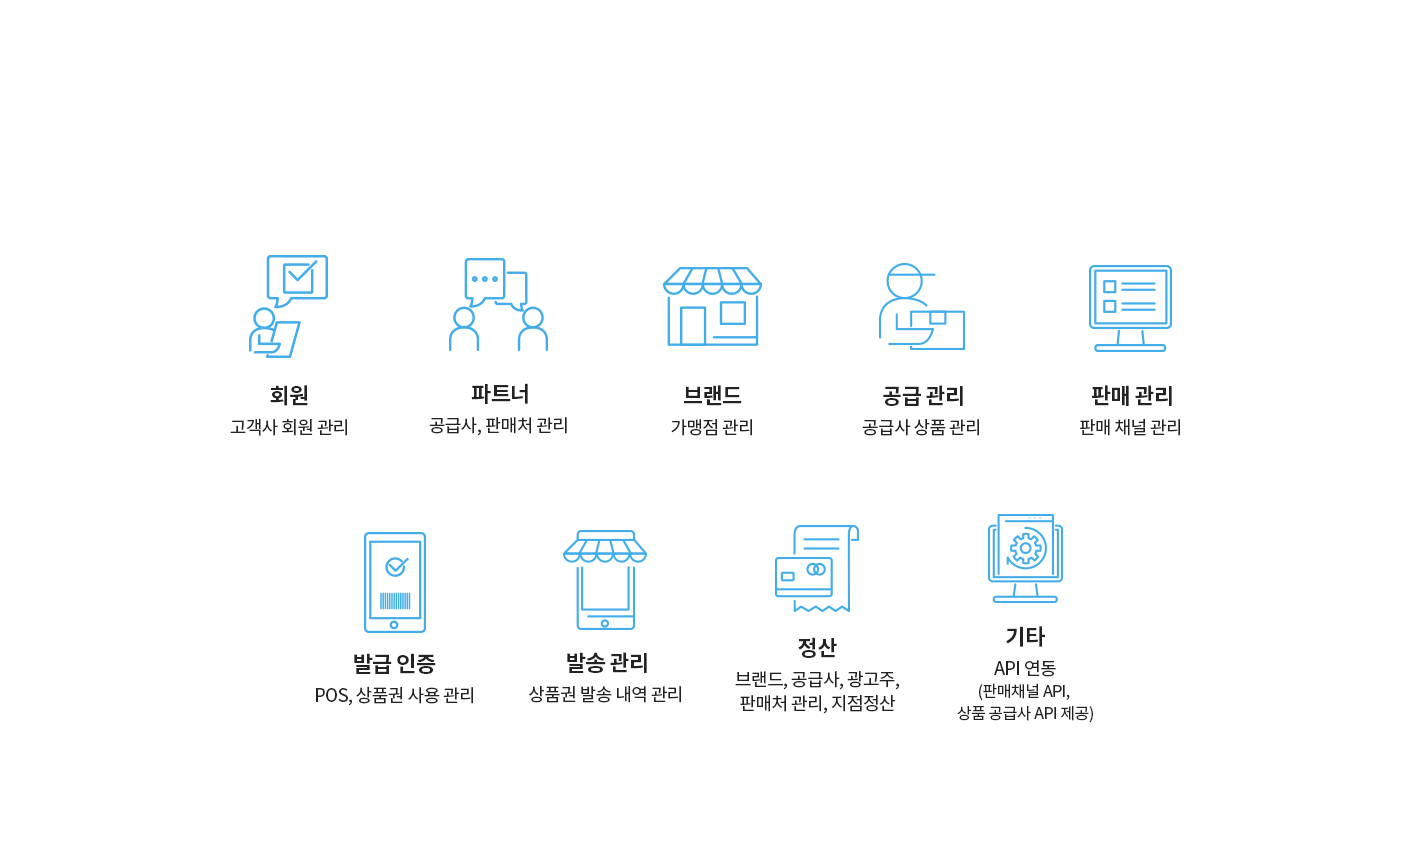 회원
고객사 회원 관리
파트너
공급사, 판매처 관리
브랜드
가맹점 관리
공급 관리
공급사 상품 관리
판매 관리
판매 채널 관리
발급 인증
POS, 상품권 사용 관리
발송 관리
상품권 발송 내역 관리
정산
브랜드, 공급사, 광고주,
판매처 관리, 지점정산
기타
API 연동
(판매채널 API,
상품 공급사 API 제공)